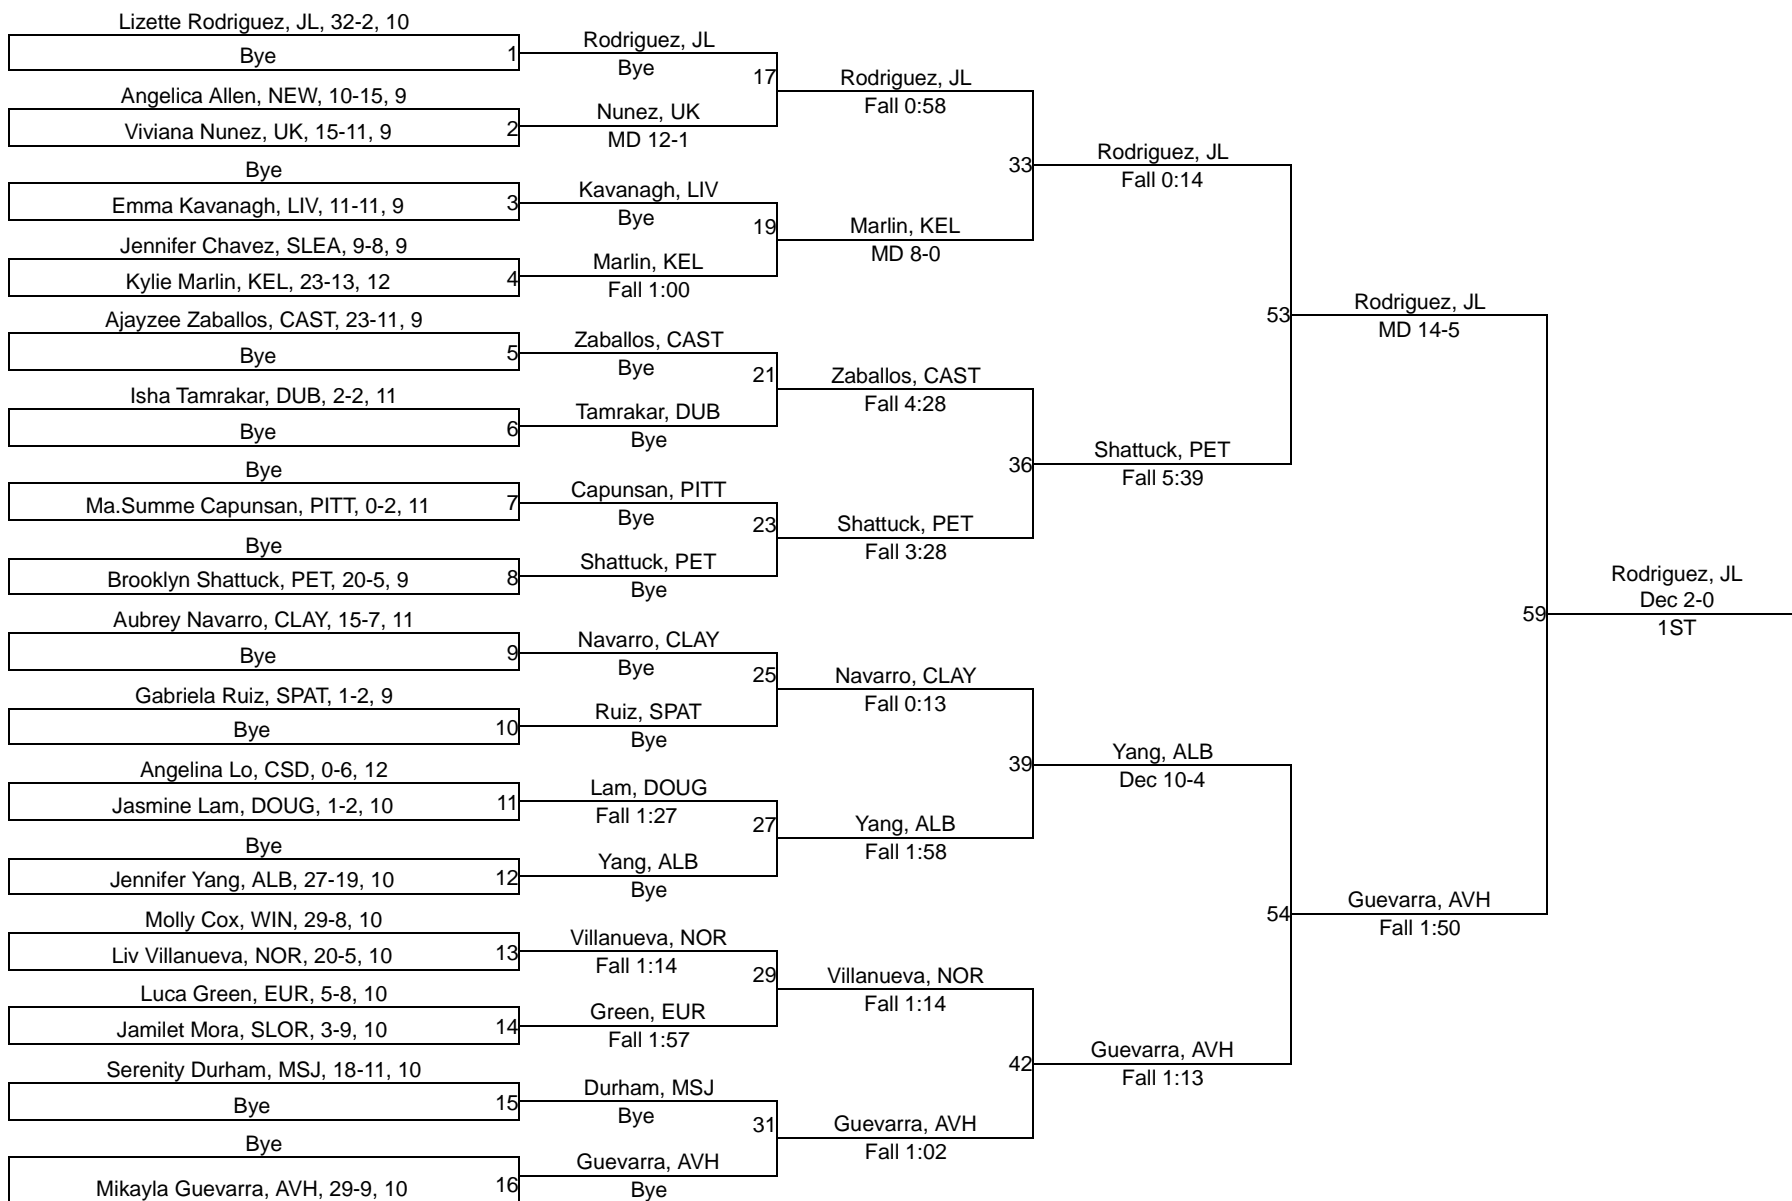 Lizette Rodriguez, JL, 32-2, 10
Bye
1
Angelica Allen, NEW, 10-15, 9
Viviana Nunez, UK, 15-11, 9
2
Bye
Emma Kavanagh, LIV, 11-11, 9
3
Jennifer Chavez, SLEA, 9-8, 9
Kylie Marlin, KEL, 23-13, 12
4
Ajayzee Zaballos, CAST, 23-11, 9
Bye
5
Isha Tamrakar, DUB, 2-2, 11
Bye
6
Bye
Ma.Summe Capunsan, PITT, 0-2, 11
7
Bye
Brooklyn Shattuck, PET, 20-5, 9
8
Aubrey Navarro, CLAY, 15-7, 11
Bye
9
Gabriela Ruiz, SPAT, 1-2, 9
Bye
10
Angelina Lo, CSD, 0-6, 12
Jasmine Lam, DOUG, 1-2, 10
11
Bye
Jennifer Yang, ALB, 27-19, 10
12
Molly Cox, WIN, 29-8, 10
Liv Villanueva, NOR, 20-5, 10
13
Luca Green, EUR, 5-8, 10
Jamilet Mora, SLOR, 3-9, 10
14
Serenity Durham, MSJ, 18-11, 10
Bye
15
Bye
Mikayla Guevarra, AVH, 29-9, 10
16
Rodriguez, JL
Bye
17
Nunez, UK
MD 12-1
Kavanagh, LIV
Bye
19
Marlin, KEL
Fall 1:00
Zaballos, CAST
Bye
21
Tamrakar, DUB
Bye
Capunsan, PITT
Bye
23
Shattuck, PET
Bye
Navarro, CLAY
Bye
25
Ruiz, SPAT
Bye
Lam, DOUG
Fall 1:27
27
Yang, ALB
Bye
Villanueva, NOR
Fall 1:14
29
Green, EUR
Fall 1:57
Durham, MSJ
Bye
31
Guevarra, AVH
Bye
Rodriguez, JL
Fall 0:58
33
Marlin, KEL
MD 8-0
Zaballos, CAST
Fall 4:28
36
Shattuck, PET
Fall 3:28
Navarro, CLAY
Fall 0:13
39
Yang, ALB
Fall 1:58
Villanueva, NOR
Fall 1:14
42
Guevarra, AVH
Fall 1:02
Rodriguez, JL
Fall 0:14
53
Shattuck, PET
Fall 5:39
Yang, ALB
Dec 10-4
54
Guevarra, AVH
Fall 1:13
Rodriguez, JL
MD 14-5
59
Guevarra, AVH
Fall 1:50
Rodriguez, JL
Dec 2-0
1ST